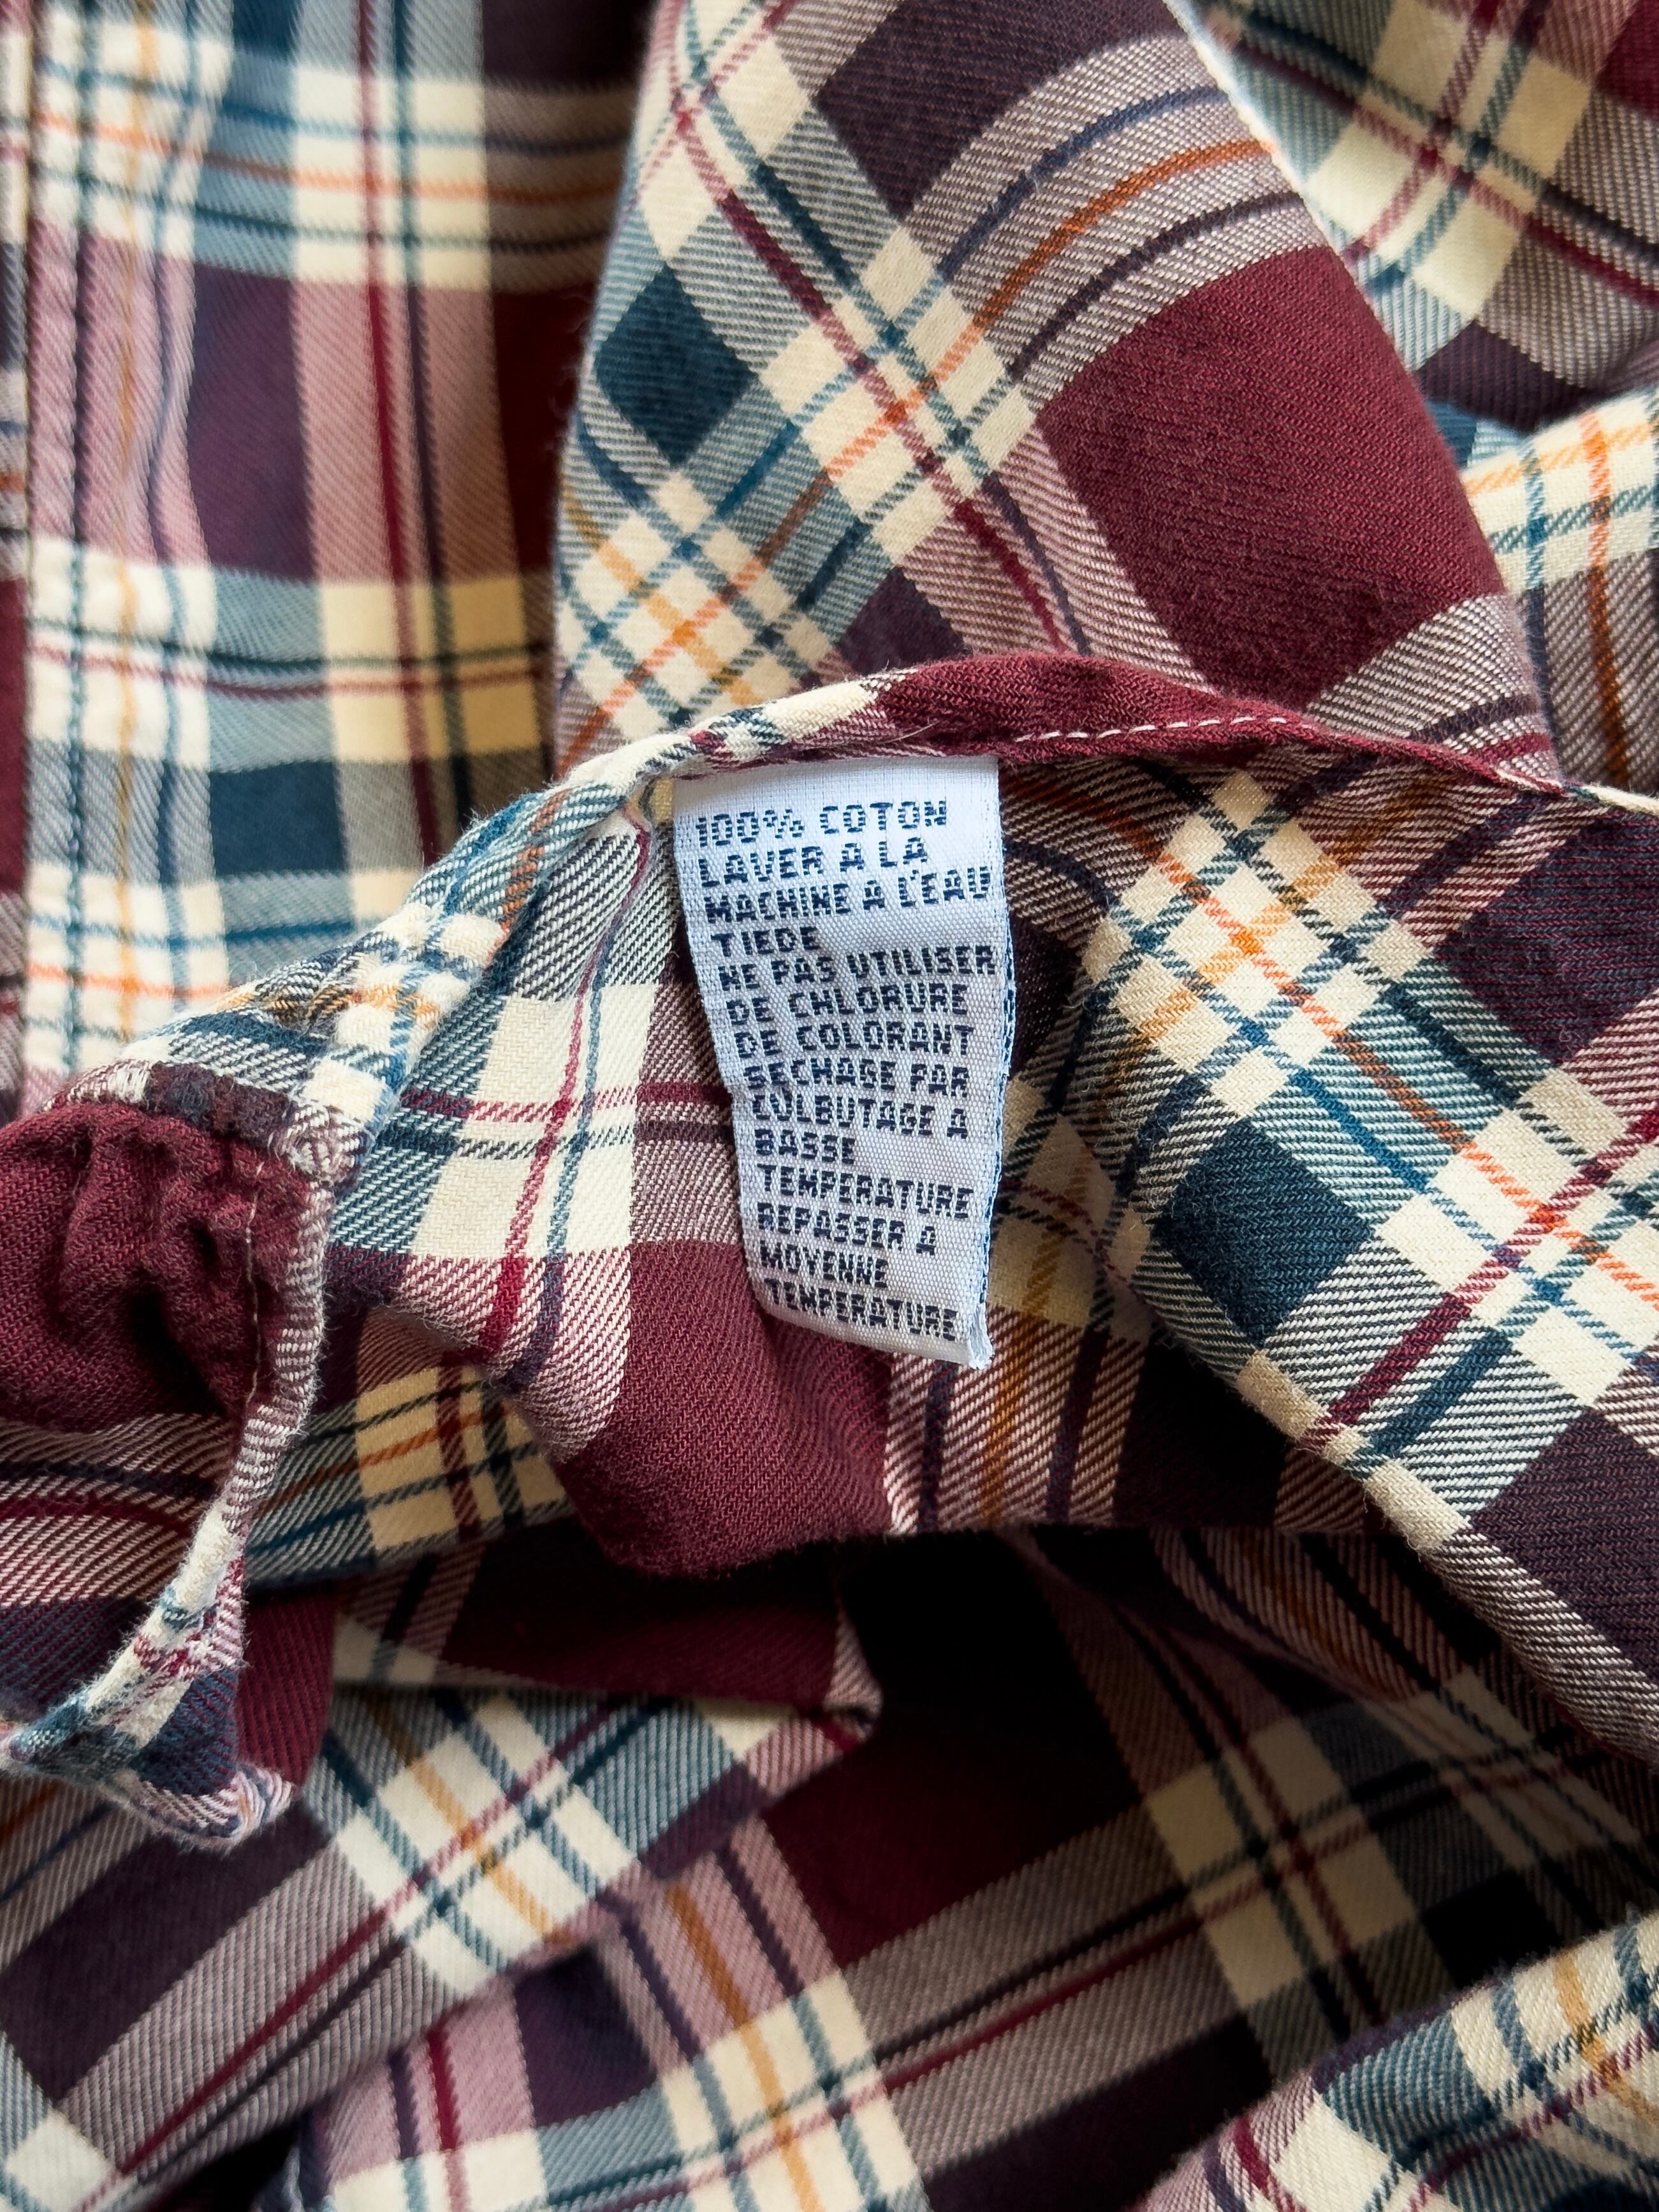 100% COTON
LAVER A LA
MACHINE A L'EAU
TIEDE
NE PAS UTILISER
DE CHLORURE
DE COLORANT
SECHAGE PAR
CULBUTAGE A
BASSE
TEMPERATURE
REPASSER A
MOYENNE
TEMPERATURE